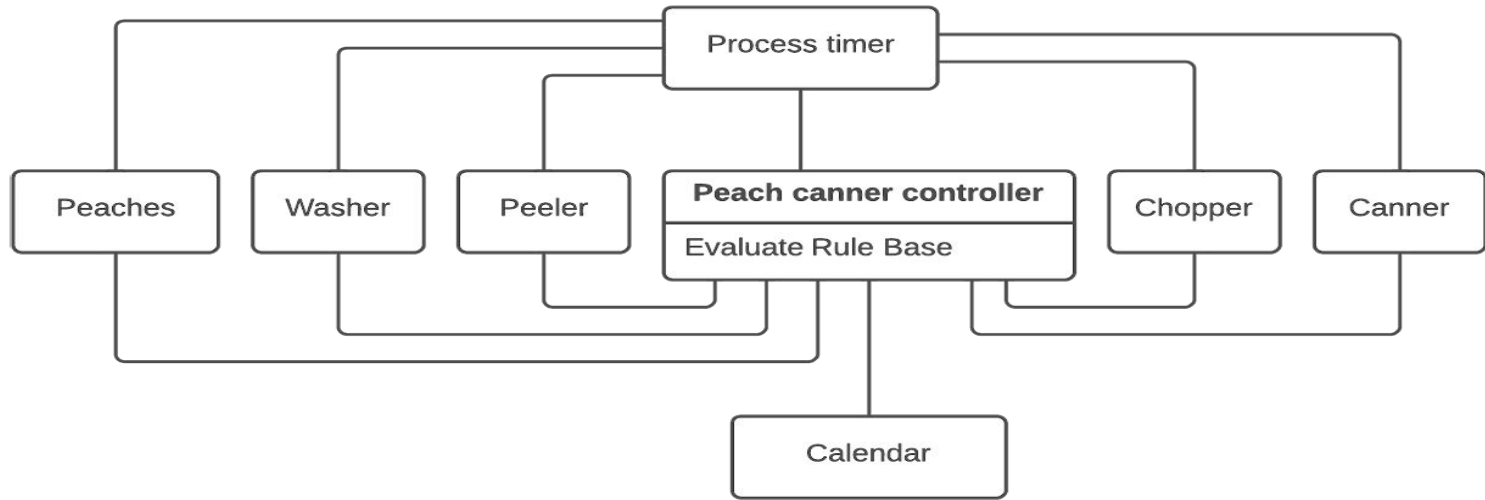 Process timer
Peaches
Washer
Peeler
Peach canner controller
Evaluate Rule Base
Chopper
Canner
Calendar